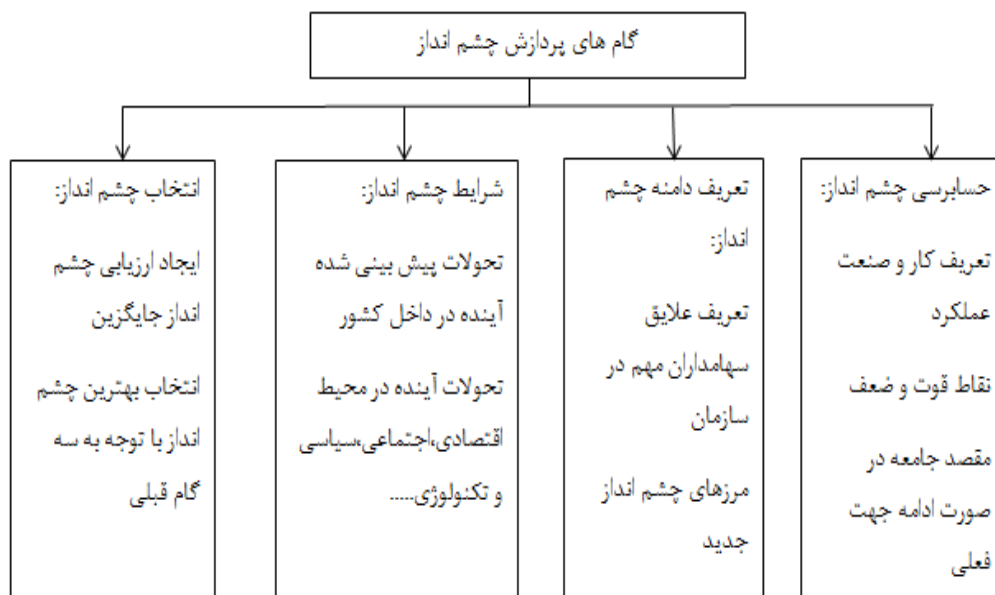 گام های پردازش چشم انداز
حسابرسی چشم انداز:
تعریف کار و صنعت
عملکرد
نقاط قوت و ضعف
مقصد جامعه در
صورت ادامه جهت
فعلی
تعریف دامنه چشم
انداز:
تعریف علایق
سهامداران مهم در
سازمان
مرزهای چشم انداز
جدید
شرایط چشم انداز:
تحولات پیش بینی شده
آینده در داخل کشور
تحولات آینده در محیط
اقتصادی،اجتماعی،سیاسی
و تکنولوژی.....
انتخاب چشم انداز:
ایجاد ارزیابی چشم
انداز جایگزین
انتخاب بهترین چشم
انداز با توجه به سه
گام قبلی